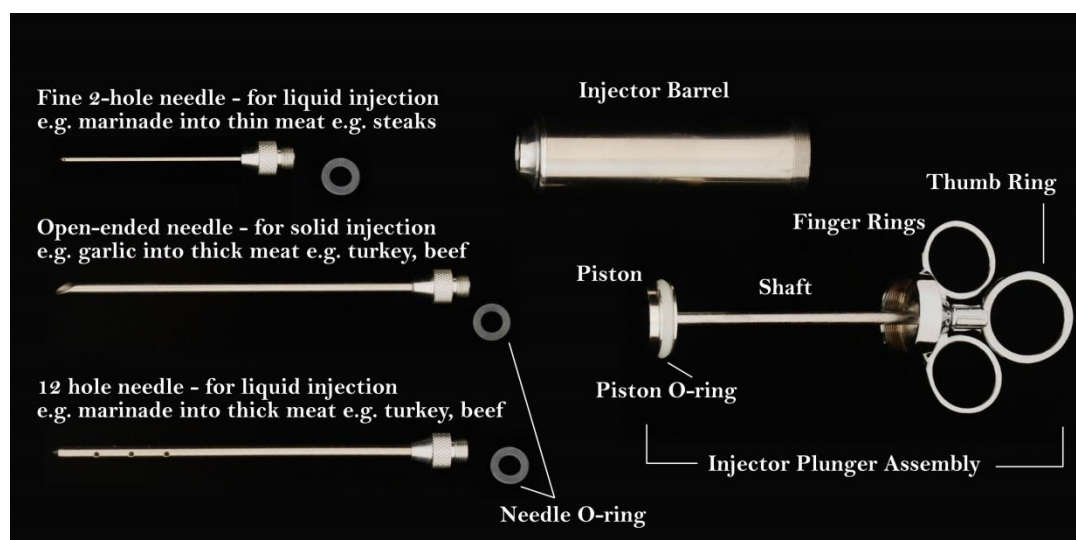 Fine 2-hole needle - for liquid injection
e.g. marinade into thin meat e.g. steaks
Injector Barrel
Open-ended needle - for solid injection
e.g. garlic into thick meat e.g. turkey, beef
Thumb Ring
Finger Rings
Piston
Shaft
Piston O-ring
12 hole needle - for liquid injection
e.g. marinade into thick meat e.g. turkey, beef
Injector Plunger Assembly
Needle O-ring